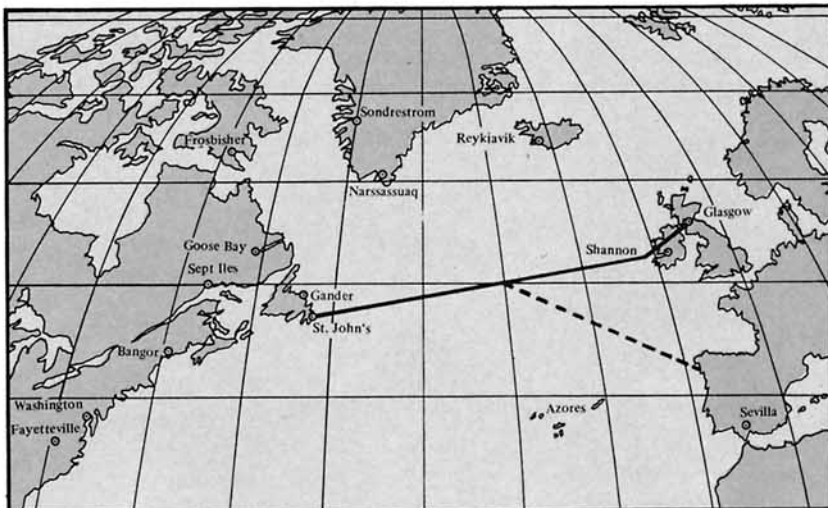 Sondrestrom
Frosbisher
Reykiavik
Narssassuaq
Glasgow
Goose Bay
Shannon
Sept Iles
Gander
St. John's
Bangor
Washington
Azores
Fayetteville
Sevilla